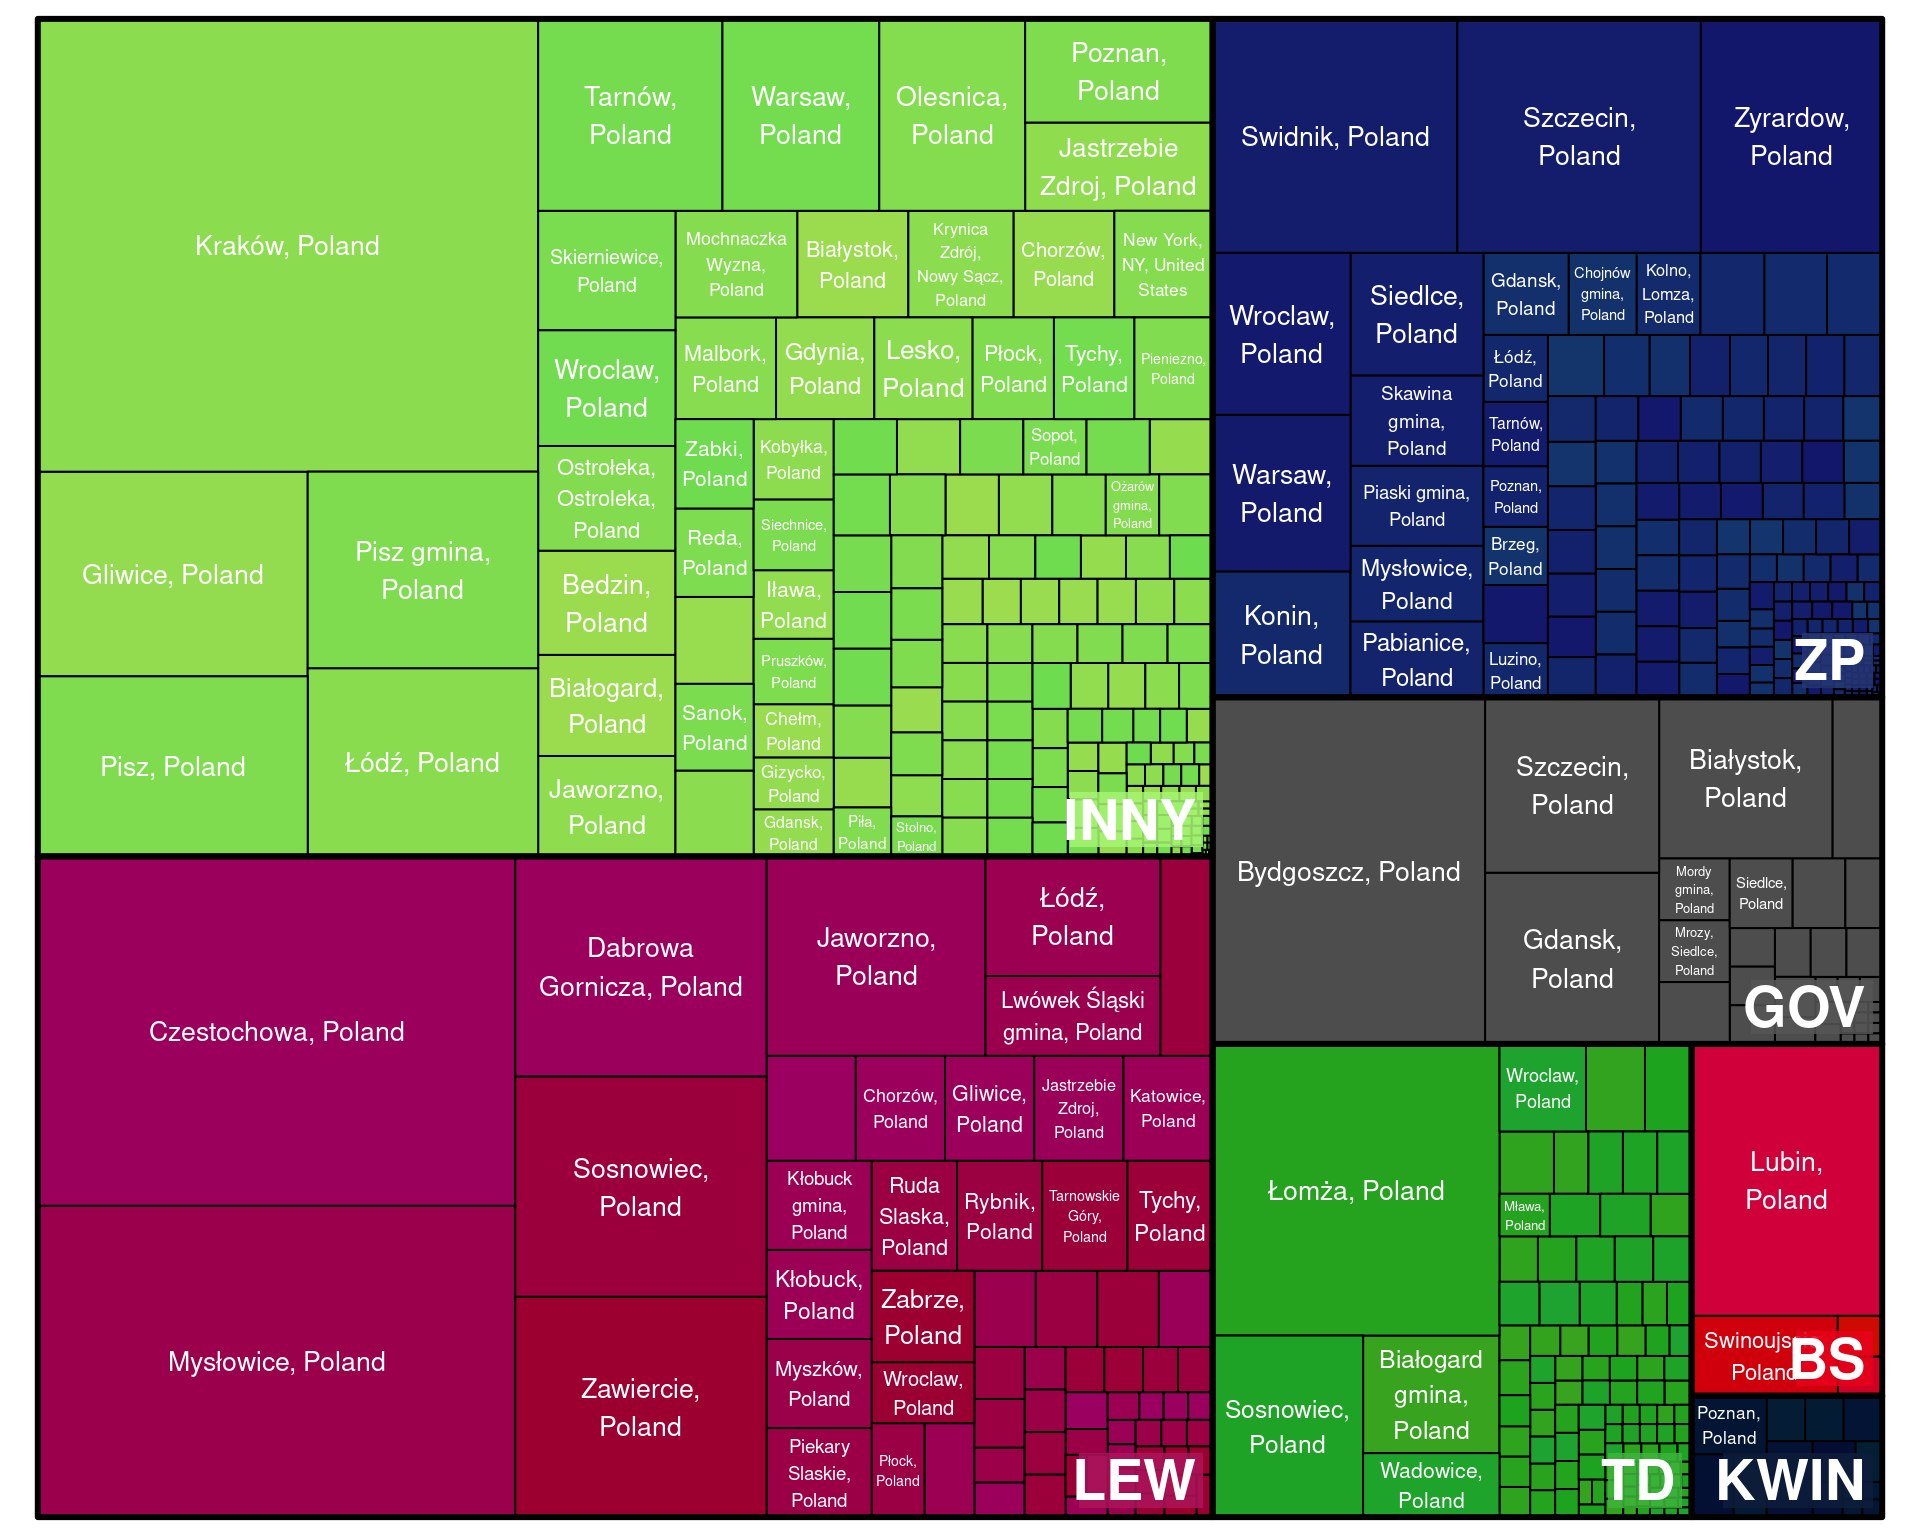 Kraków, Poland
Gliwice, Poland
Pisz gmina,
Poland
Pisz, Poland
Łódź, Poland
Tarnów,
Poland
Warsaw,
Poland
Olesnica,
Poland
Poznan,
Poland
Jastrzebie
Zdroj, Poland
Skierniewice,
Poland
Wroclaw,
Poland
Ostrołeka,
Ostroleka,
Poland
Bedzin,
Poland
Białogard,
Poland
Jaworzno,
Poland
Mochnaczka
Wyzna,
Poland
Białystok,
Poland
Krynica
Zdrój,
Nowy Sącz,
Poland
Chorzów,
Poland
New York,
NY, United
States
Malbork,
Poland
Gdynia,
Poland
Lesko,
Poland
Płock,
Poland
Tychy,
Poland
Pieniezno,
Poland
Zabki,
Poland
Reda,
Poland
Sanok,
Poland
Kobyłka,
Poland
Siechnice,
Poland
Iława,
Poland
Pruszków,
Poland
Chełm,
Poland
Gizycko,
Poland
Gdansk,
Poland
Sopot,
Poland
Ożarów
gmina,
Poland
Piła,
Poland
Stolno,
Poland
INNY
Swidnik, Poland
Szczecin,
Poland
Zyrardow,
Poland
Wroclaw,
Poland
Warsaw,
Poland
Konin,
Poland
Siedlce,
Poland
Skawina
gmina,
Poland
Piaski gmina,
Poland
Mysłowice,
Poland
Pabianice,
Poland
Gdansk,
Poland
Chojnów
gmina,
Poland
Kolno,
Lomza,
Poland
Łódź,
Poland
Tarnów,
Poland
Poznan,
Poland
Brzeg,
Poland
Luzino,
Poland
ZP
Bydgoszcz, Poland
Szczecin,
Poland
Gdansk,
Poland
Białystok,
Poland
Mordy
gmina,
Poland
Siedlce,
Poland
Mrozy,
Siedlce,
Poland
GOV
Czestochowa, Poland
Mysłowice, Poland
Dabrowa
Gornicza, Poland
Sosnowiec,
Poland
Zawiercie,
Poland
Jaworzno,
Poland
Łódź,
Poland
Lwówek Śląski
gmina, Poland
Chorzów,
Poland
Gliwice,
Poland
Jastrzebie
Zdroj,
Poland
Katowice,
Poland
Kłobuck
gmina,
Poland
Kłobuck,
Poland
Myszków,
Poland
Piekary
Slaskie,
Poland
Ruda
Slaska,
Poland
Rybnik,
Poland
Tarnowskie
Góry,
Poland
Tychy,
Poland
Zabrze,
Poland
Wroclaw,
Poland
Płock,
Poland
LEW
Łomża, Poland
Sosnowiec,
Poland
Białogard
gmina,
Poland
Wadowice,
Poland
Wroclaw,
Poland
Mława,
Poland
TD
Lubin,
Poland
Poland
BS
Poznan,
Poland
KWIN